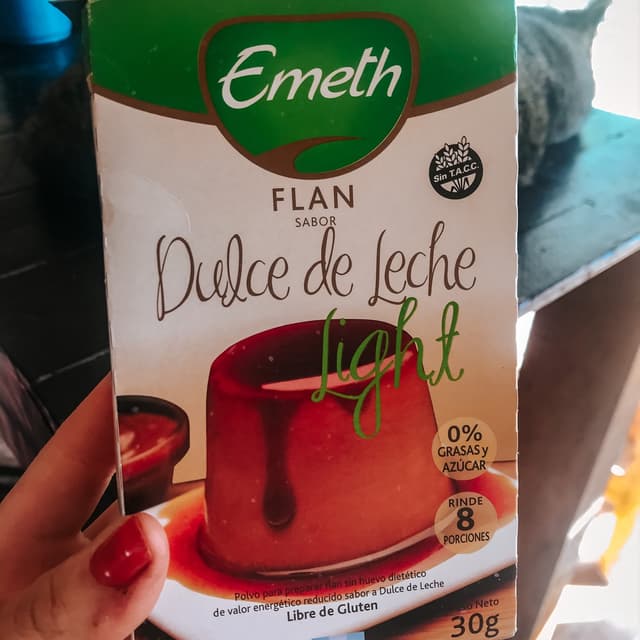 Emeth
Sin T.A.C.C.
FLAN
SABOR
Dulce de Leche
Light
0%
GRASAS y
AZÚCAR
RINDE
8
PORCIONES
Polvo para preparar flan sin huevo dietético
de valor energético reducido sabor a Dulce de Leche
Libre de Gluten
Neto
30g